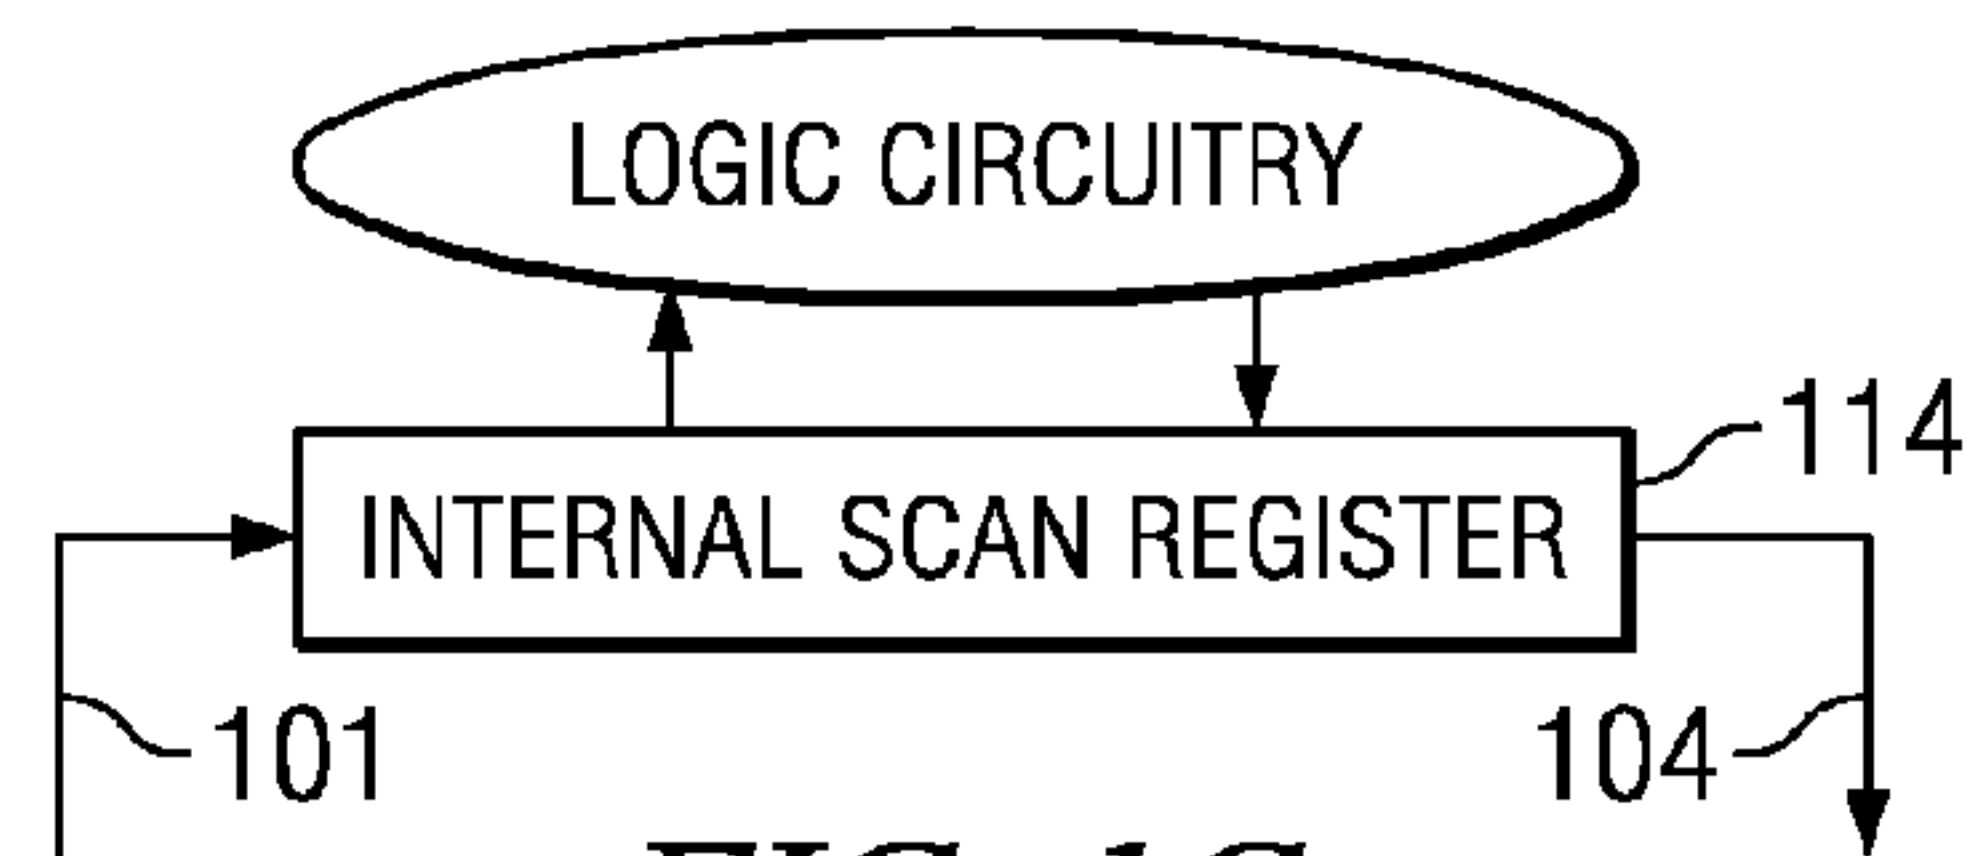 LOGIC CIRCUITRY
114
INTERNAL SCAN REGISTER
101
104